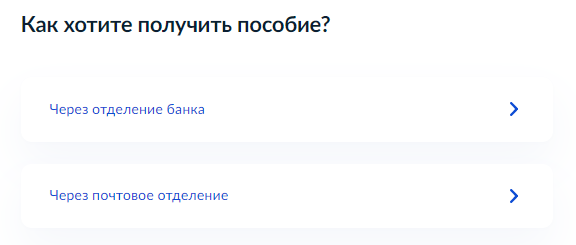 Как хотите получить пособие?
Через отделение банка
Через почтовое отделение